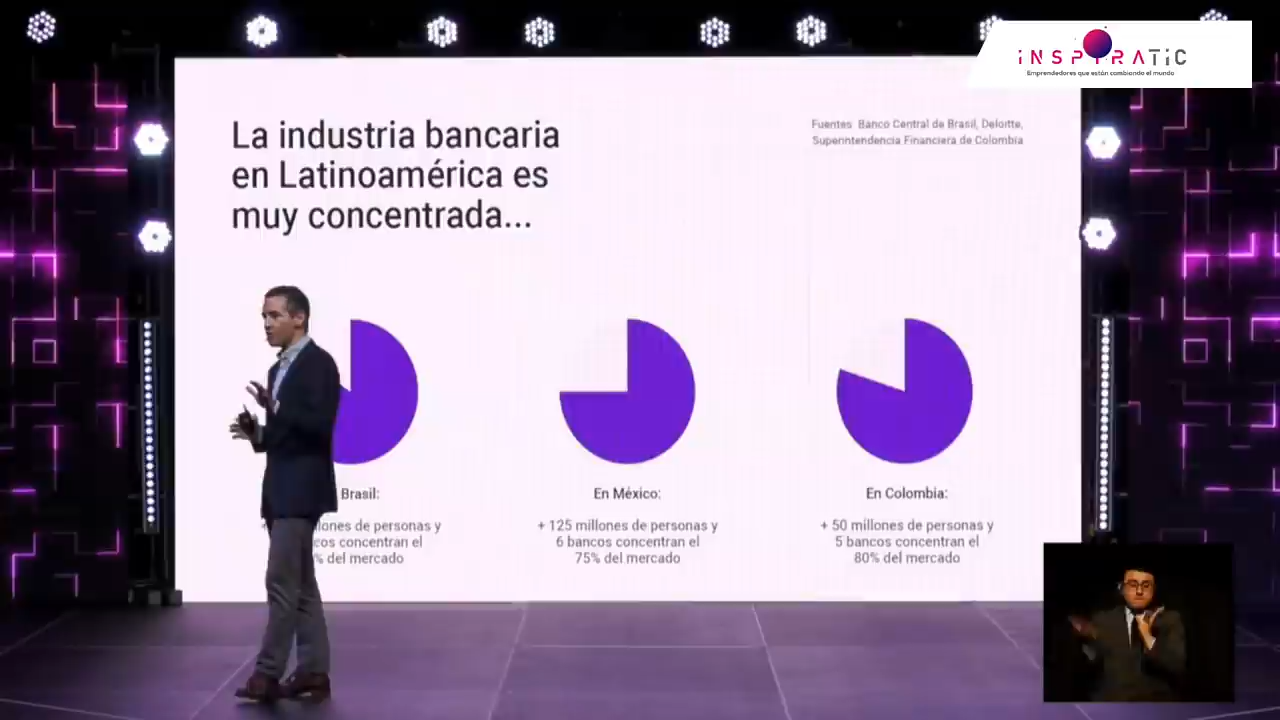 INSPIRATIC
Emprendedores que están cambiando el mundo
La industria bancaria
en Latinoamérica es
muy concentrada...
Fuentes: Banco Central de Brasil, Deloitte,
Superintendencia Financiera de Colombia
Brasil:
personas y
concentran el
del mercado
En México:
+ 125 millones de personas y
6 bancos concentran el
75% del mercado
En Colombia:
+ 50 millones de personas y
5 bancos concentran el
80% del mercado